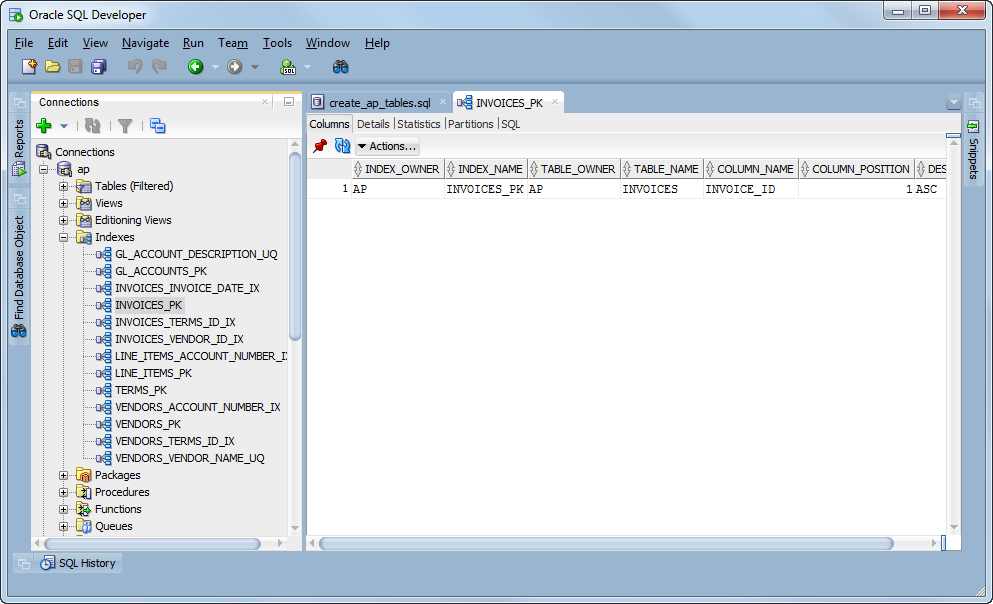 Oracle SQL Developer
File Edit View Navigate Run Team Tools Window Help
Reports
Find Database Object
Connections
Connections
ap
Tables (Filtered)
Views
Editioning Views
Indexes
GL_ACCOUNT_DESCRIPTION_UQ
GL_ACCOUNTS_PK
INVOICES_INVOICE_DATE_IX
INVOICES_PK
INVOICES_TERMS_ID_IX
INVOICES_VENDOR_ID_IX
LINE_ITEMS_ACCOUNT_NUMBER_I
LINE_ITEMS_PK
TERMS_PK
VENDORS_ACCOUNT_NUMBER_IX
VENDORS_PK
VENDORS_TERMS_ID_IX
VENDORS_VENDOR_NAME_UQ
Packages
Procedures
Functions
Queues
create_ap_tables.sql INVOICES_PK
Columns Details Statistics Partitions SQL
Actions...
INDEX_OWNER INDEX_NAME TABLE_OWNER TABLE_NAME COLUMN_NAME COLUMN_POSITION DES
1 AP INVOICES_PK AP INVOICES INVOICE_ID 1 ASC
Snippets
SQL History